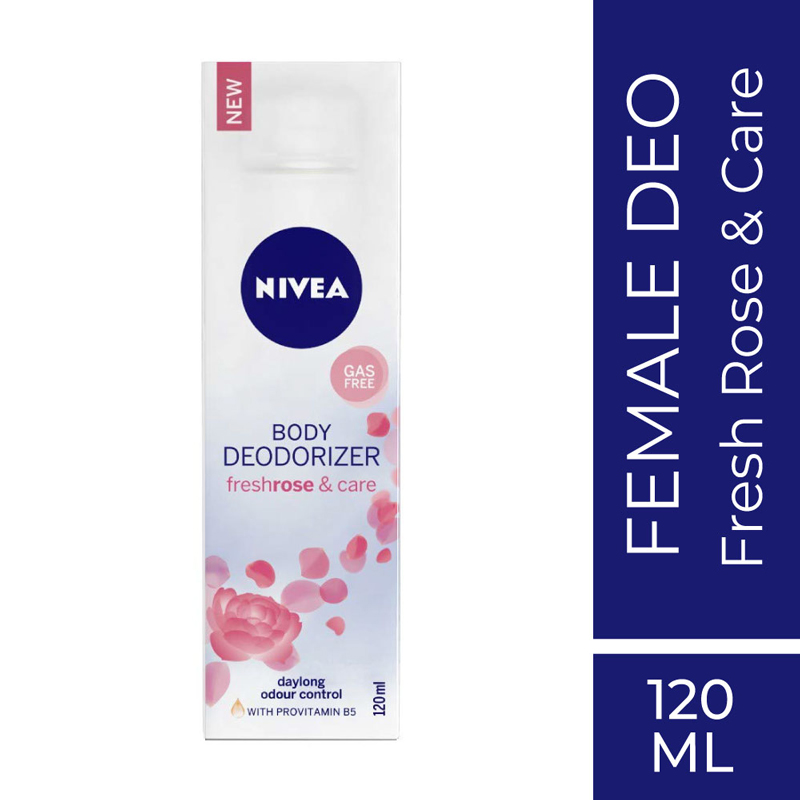 NEW
NIVEA
GAS
FREE
BODY
DEODORIZER
freshrose & care
daylong
odour control
WITH PROVITAMIN B5
120ml
FEMALE DEO
Fresh Rose & Care
120
ML